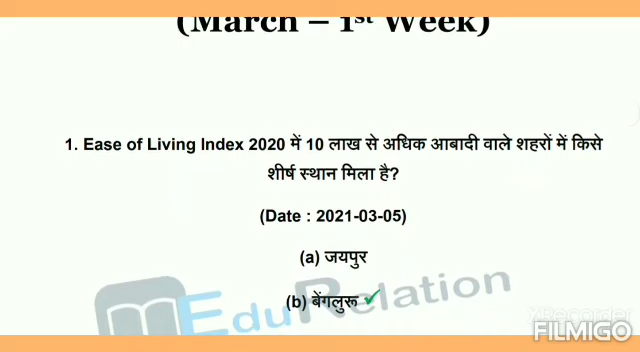 (March – 1st Week)
1. Ease of Living Index 2020 में 10 लाख से अधिक आबादी वाले शहरों में किसे
शीर्ष स्थान मिला है?
(Date : 2021-03-05)
(a) जयपुर
(b) बेंगलुरू ✓
EduRelation
XRecorder
FILMIGO